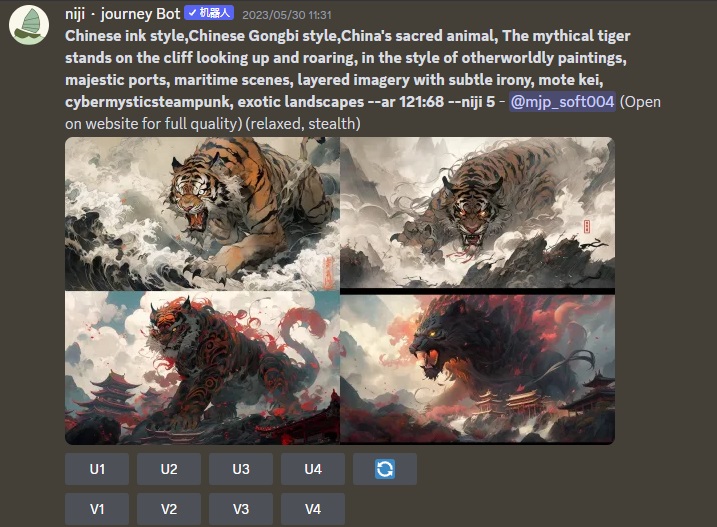 niji · journey Bot ✓ 机器人 2023/05/30 11:31
Chinese ink style,Chinese Gongbi style,China's sacred animal, The mythical tiger
stands on the cliff looking up and roaring, in the style of otherworldly paintings,
majestic ports, maritime scenes, layered imagery with subtle irony, mote kei,
cybermysticsteampunk, exotic landscapes --ar 121:68 --niji 5 - @mjp_soft004 (Open
on website for full quality) (relaxed, stealth)
U1 U2 U3 U4
V1 V2 V3 V4